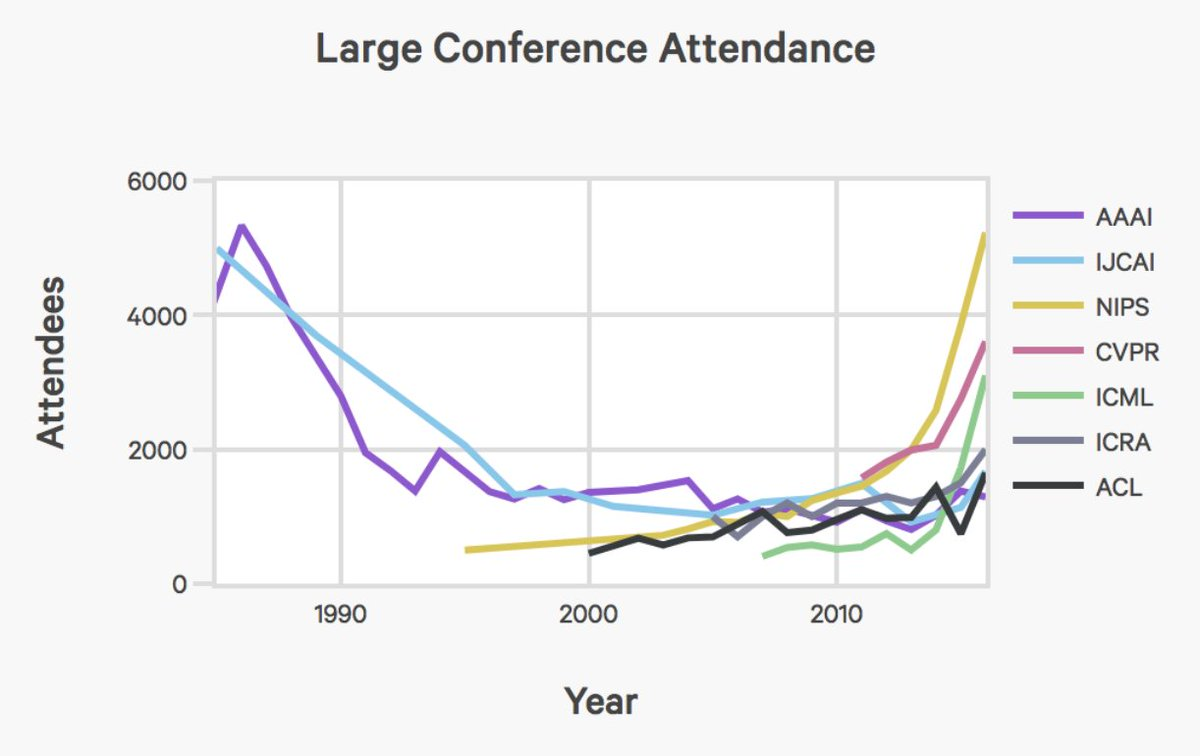 Large Conference Attendance
6000
4000
2000
0
Attendees
1990
2000
2010
Year
AAAI
IJCAI
NIPS
CVPR
ICML
ICRA
ACL